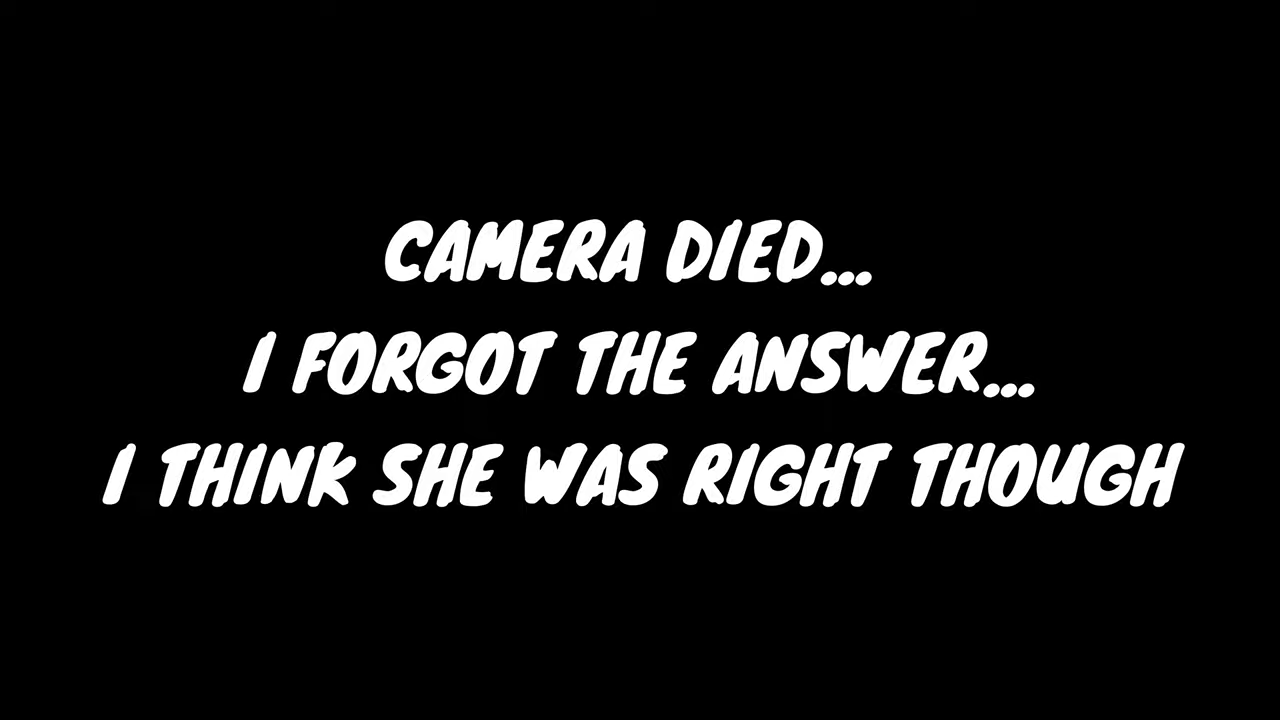 CAMERA DIED...
I FORGOT THE ANSWER...
I THINK SHE WAS RIGHT THOUGH